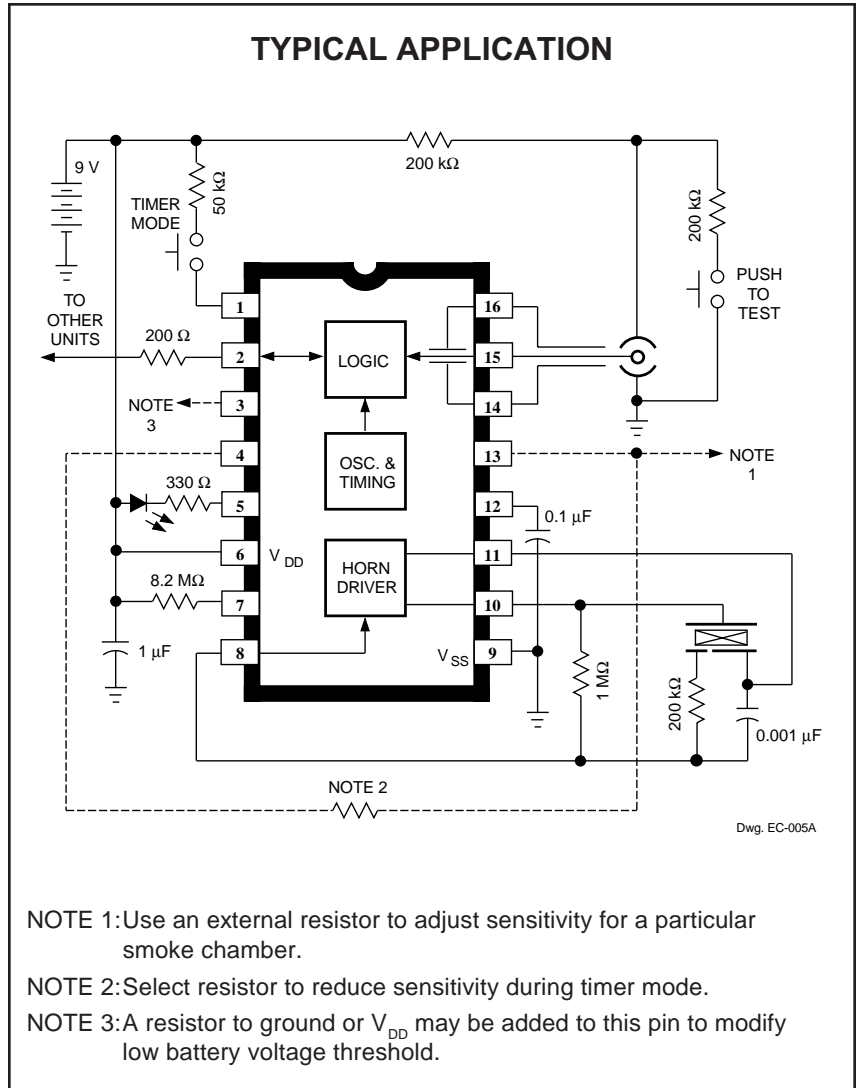 TYPICAL APPLICATION
9 V
200 kΩ
50 kΩ
TIMER
MODE
200 kΩ
PUSH
TO
TEST
TO
OTHER
UNITS
200 Ω
1
2
3
4
5
6
7
8
16
15
14
13
12
11
10
9
LOGIC
OSC. &
TIMING
HORN
DRIVER
V DD
V SS
NOTE
3
NOTE
1
330 Ω
0.1 μF
8.2 MΩ
1 μF
1 MΩ
200 kΩ
0.001 μF
NOTE 2
Dwg. EC-005A
NOTE 1:Use an external resistor to adjust sensitivity for a particular
smoke chamber.
NOTE 2:Select resistor to reduce sensitivity during timer mode.
NOTE 3:A resistor to ground or VDD may be added to this pin to modify
low battery voltage threshold.